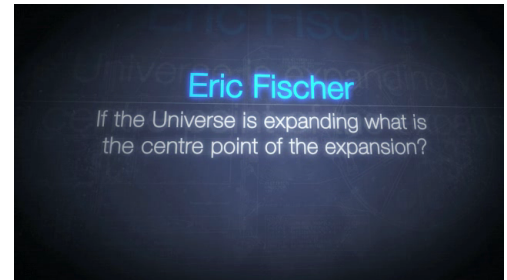 Eric Fischer
If the Universe is expanding what is
the centre point of the expansion?